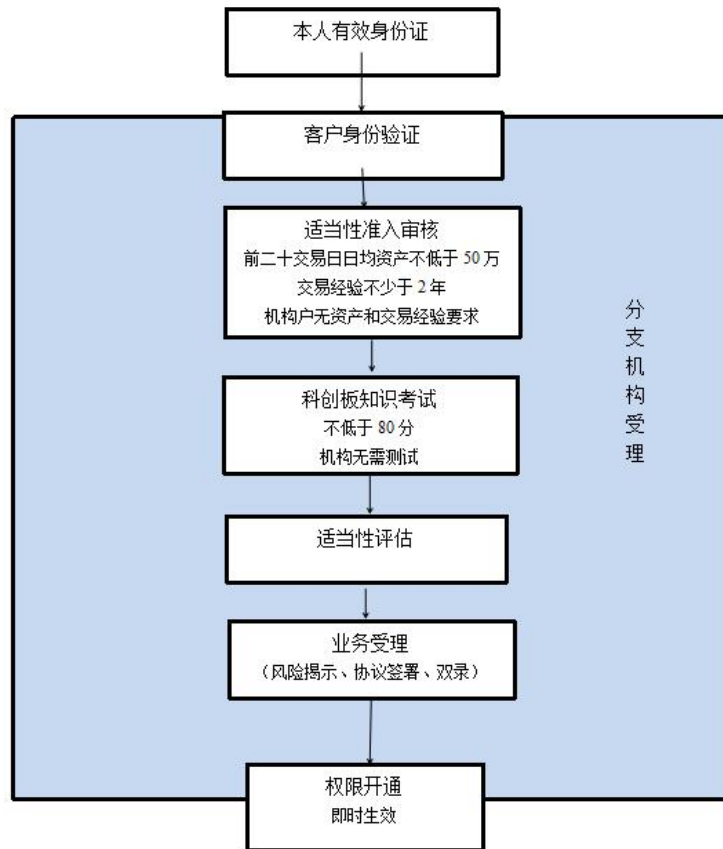 本人有效身份证
客户身份验证
适当性准入审核
前二十交易日日均资产不低于 50 万
交易经验不少于 2 年
机构户无资产和交易经验要求
科创板知识考试
不低于 80 分
机构无需测试
适当性评估
业务受理
（风险揭示、协议签署、双录）
权限开通
即时生效
分支机构受理